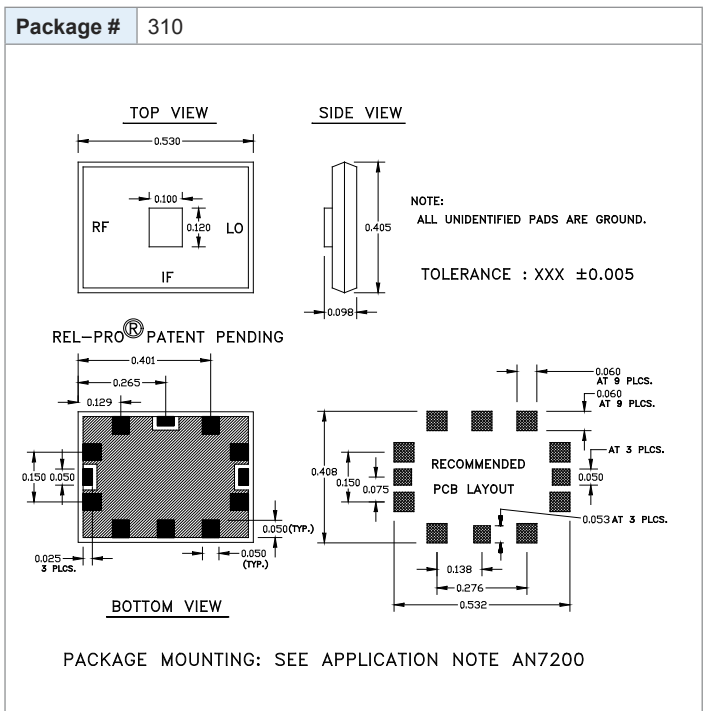 Package # 310
TOP VIEW SIDE VIEW
0.530
0.100
0.120
RF LO
IF
0.405
0.098
NOTE:
ALL UNIDENTIFIED PADS ARE GROUND.
TOLERANCE : XXX ±0.005
REL-PRO® PATENT PENDING
0.401
0.265
0.129
0.150 0.050
0.050(TYP.)
0.025
3 PLCS.
0.050
(TYP.)
BOTTOM VIEW
0.060
AT 9 PLCS.
0.060
AT 9 PLCS.
AT 3 PLCS.
0.408
0.150
0.075
RECOMMENDED
PCB LAYOUT
0.050
0.053 AT 3 PLCS.
0.138
0.276
0.532
PACKAGE MOUNTING: SEE APPLICATION NOTE AN7200